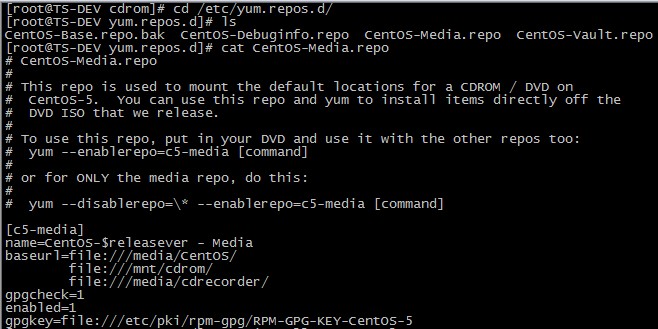 [root@TS-DEV cdrom]# cd /etc/yum.repos.d/
[root@TS-DEV yum.repos.d]# ls
CentOS-Base.repo.bak  CentOS-Debuginfo.repo  CentOS-Media.repo  CentOS-Vault.repo
[root@TS-DEV yum.repos.d]# cat CentOS-Media.repo
# CentOS-Media.repo
#
# This repo is used to mount the default locations for a CDROM / DVD on
#  CentOS-5.  You can use this repo and yum to install items directly off the
#  DVD ISO that we release.
#
# To use this repo, put in your DVD and use it with the other repos too:
#  yum --enablerepo=c5-media [command]
#
# or for ONLY the media repo, do this:
#
#  yum --disablerepo=\* --enablerepo=c5-media [command]

[c5-media]
name=CentOS-$releasever - Media
baseurl=file:///media/CentOS/
        file:///mnt/cdrom/
        file:///media/cdrecorder/
gpgcheck=1
enabled=1
gpgkey=file:///etc/pki/rpm-gpg/RPM-GPG-KEY-CentOS-5